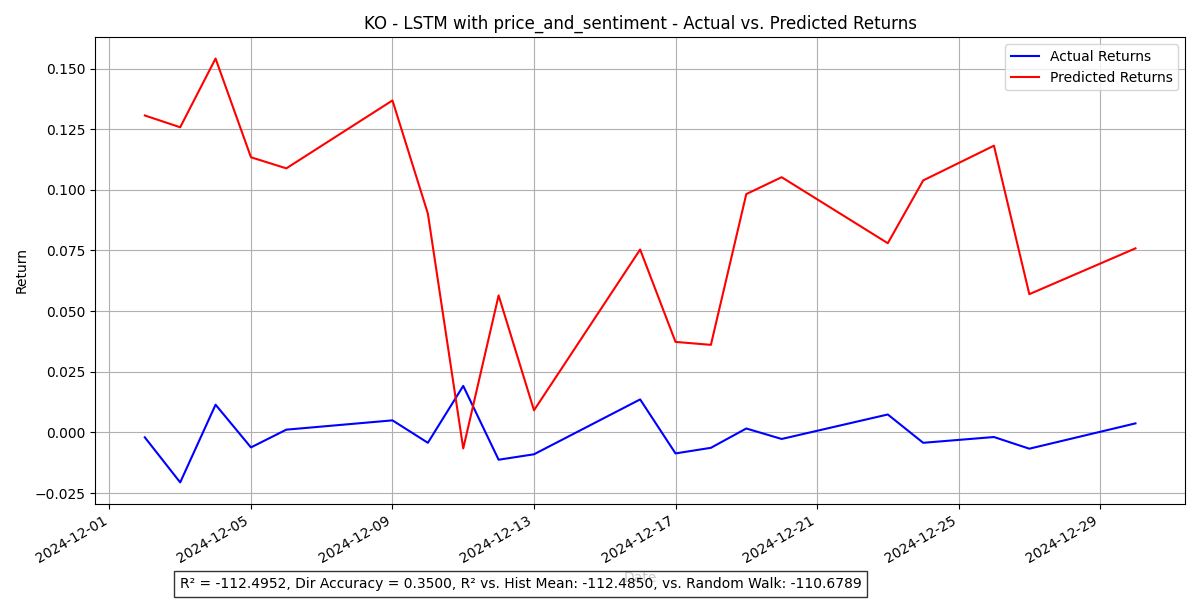 KO - LSTM with price_and_sentiment - Actual vs. Predicted Returns
Actual Returns
Predicted Returns
Return
0.150
0.125
0.100
0.075
0.050
0.025
0.000
−0.025
2024-12-01
2024-12-05
2024-12-09
2024-12-13
2024-12-17
2024-12-21
2024-12-25
2024-12-29
Date
R² = -112.4952, Dir Accuracy = 0.3500, R² vs. Hist Mean: -112.4850, vs. Random Walk: -110.6789